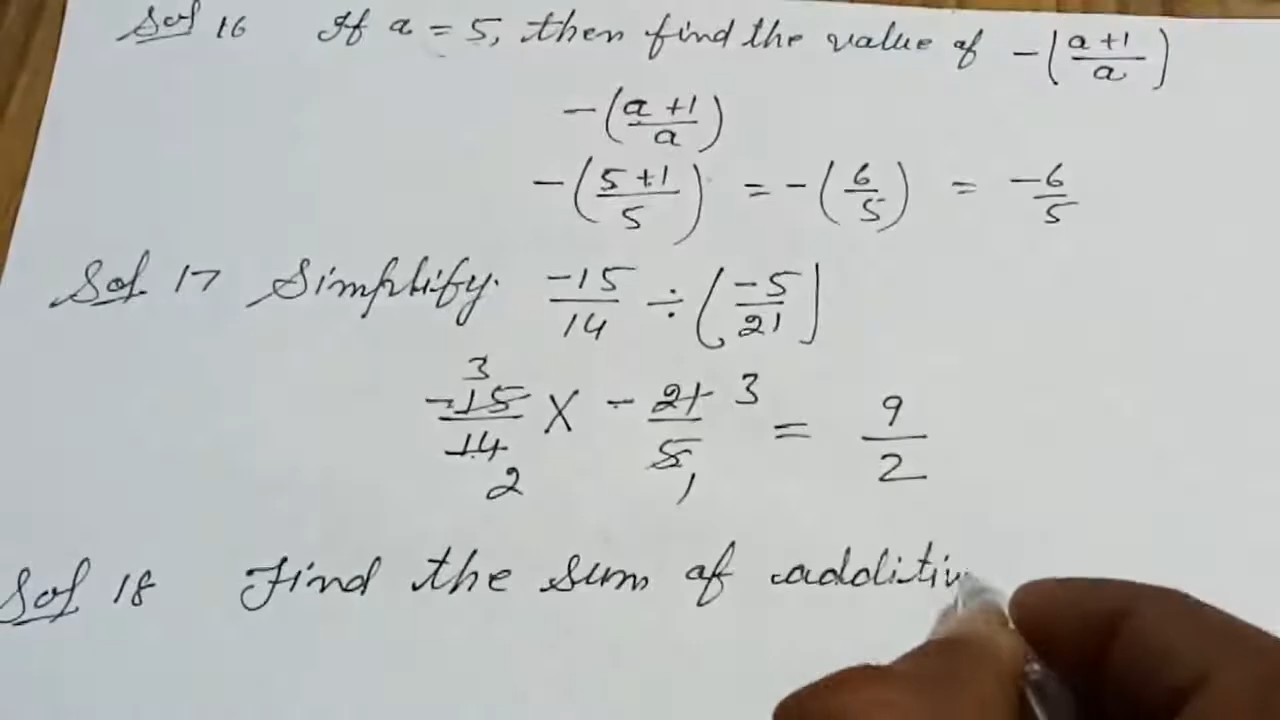 Sol 16 If a = 5, then find the value of -(a+1/a)
-(a+1/a)
-(5+1/5) = -(6/5) = -6/5
Sol 17 Simplify. -15/14 ÷ (-5/21)
3
-15/14 X - 21/5 3 = 9/2
2 1
Sol 18 Find the sum of additiv